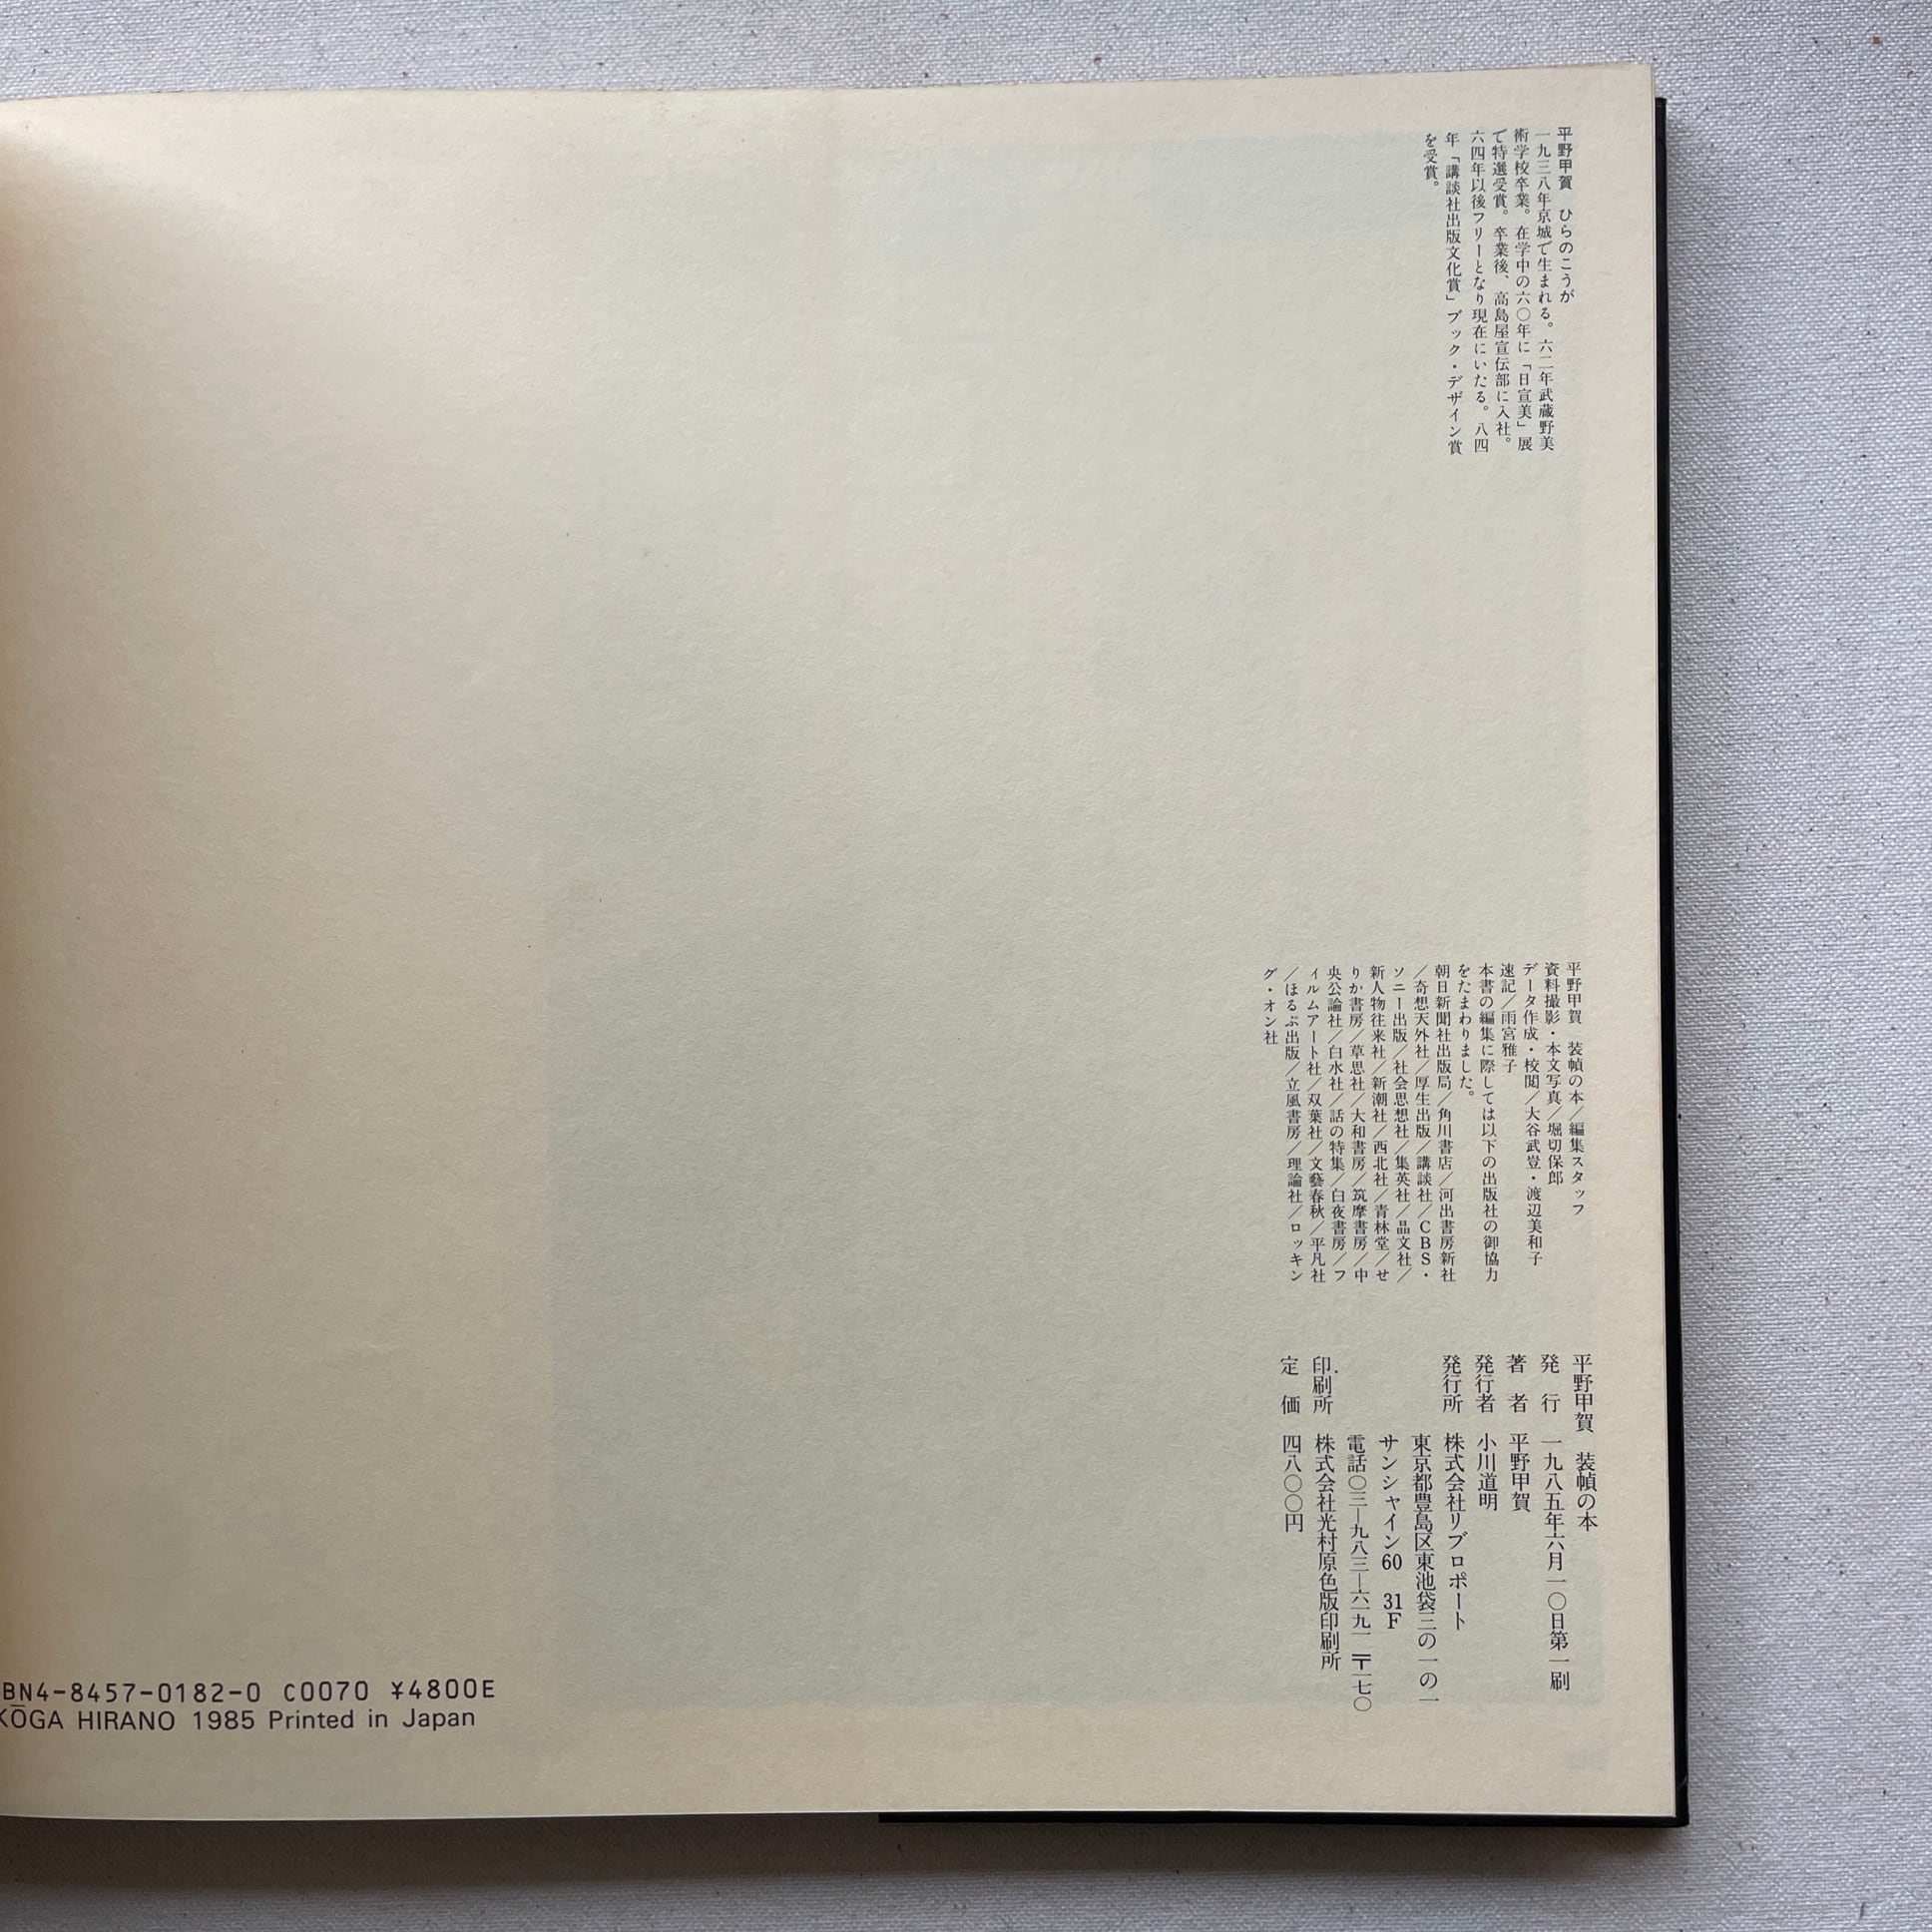 平野甲賀　ひらのこうが
一九三八年京城で生まれる。六二年武蔵野美
術学校卒業。在学中の六〇年に「日宣美」展
で特選受賞。卒業後、高島屋宣伝部に入社。
六四年以後フリーとなり現在にいたる。八四
年「講談社出版文化賞」ブック・デザイン賞
を受賞。
平野甲賀　装幀の本／編集スタッフ
資料撮影・本文写真／堀切保郎
データ作成・校閲／大谷武豈・渡辺美和子
速記／雨宮雅子
本書の編集に際しては以下の出版社の御協力
をたまわりました。
朝日新聞社出版局／角川書店／河出書房新社
／奇想天外社／厚生出版／講談社／CBS・
ソニー出版／社会思想社／集英社／晶文社／
新人物往来社／新潮社／西北社／青林堂／せ
りか書房／草思社／大和書房／筑摩書房／中
央公論社／白水社／話の特集／白夜書房／フ
ィルムアート社／双葉社／文藝春秋／平凡社
／ほるぷ出版／立風書房／理論社／ロッキン
グ・オン社
平野甲賀　装幀の本
発　行　一九八五年六月一〇日第一刷
著　者　平野甲賀
発行者　小川道明
発行所　株式会社リブロポート
東京都豊島区東池袋三の一の一
サンシャイン60　31F
電話〇三―九八三―六一九一　〒一七〇
印刷所　株式会社光村原色版印刷所
定　価　四八〇〇円
BN4-8457-0182-0 C0070 ¥4800E
KŌGA HIRANO 1985 Printed in Japan